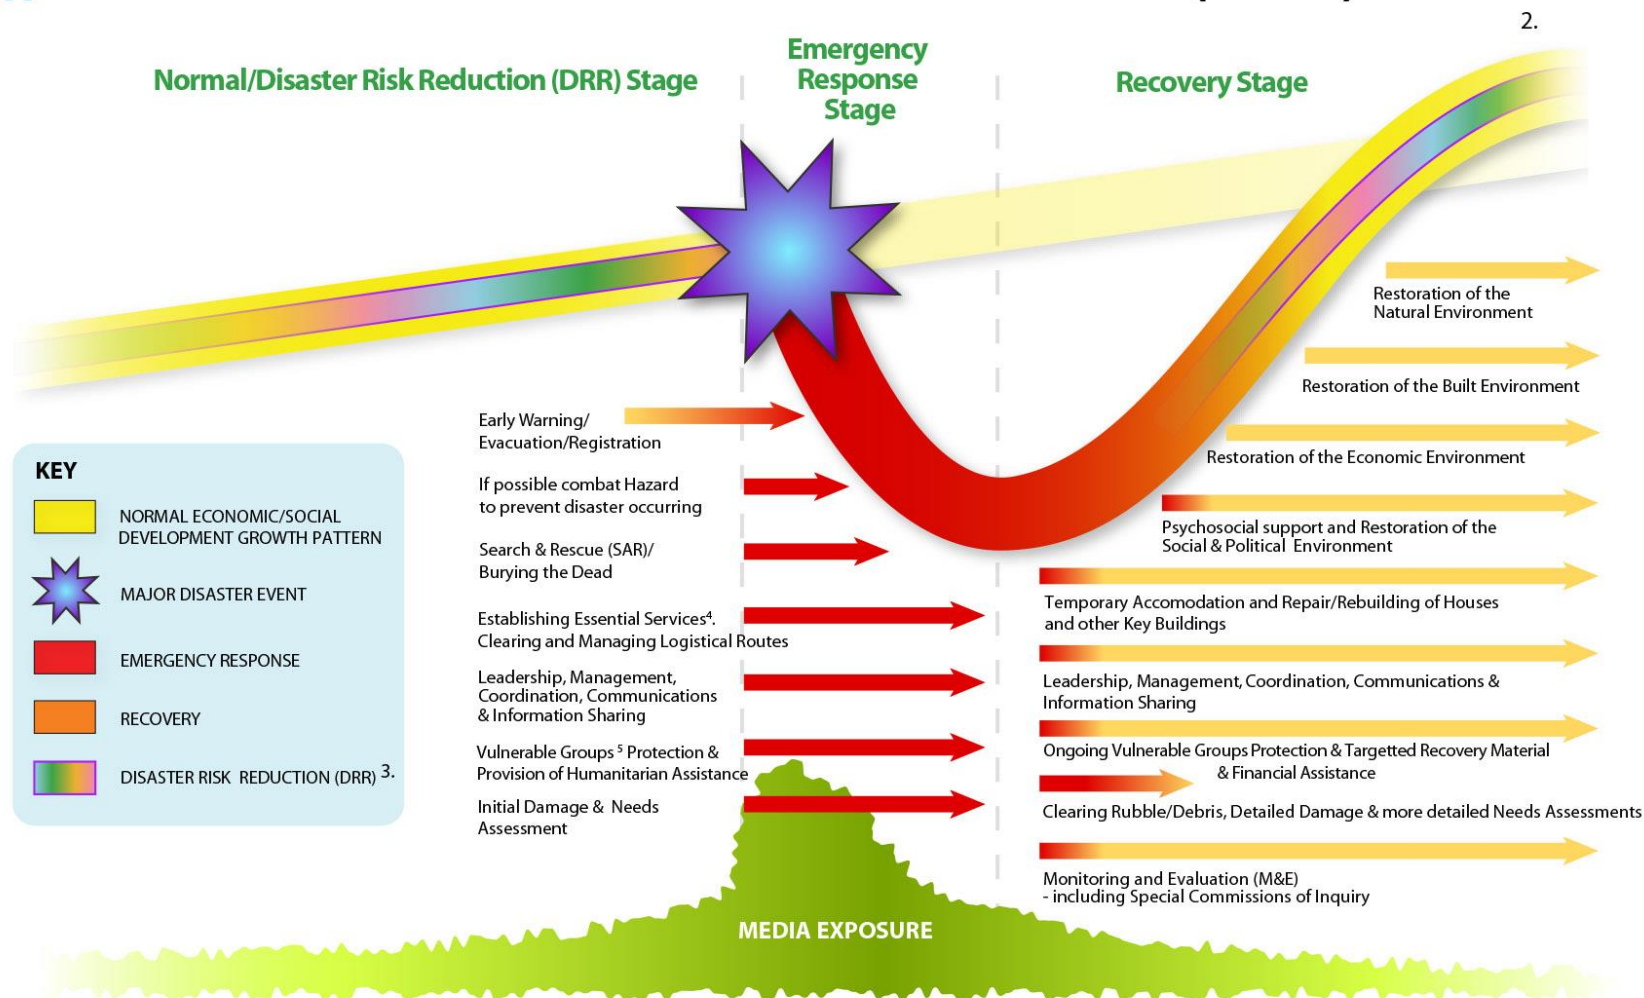 2.
Normal/Disaster Risk Reduction (DRR) Stage
Emergency
Response
Stage
Recovery Stage
Restoration of the
Natural Environment
Restoration of the Built Environment
Restoration of the Economic Environment
Psychosocial support and Restoration of the
Social & Political Environment
Temporary Accomodation and Repair/Rebuilding of Houses
and other Key Buildings
Leadership, Management, Coordination, Communications &
Information Sharing
Ongoing Vulnerable Groups Protection & Targetted Recovery Material
& Financial Assistance
Clearing Rubble/Debris, Detailed Damage & more detailed Needs Assessments
Monitoring and Evaluation (M&E)
- including Special Commissions of Inquiry
Early Warning/
Evacuation/Registration
If possible combat Hazard
to prevent disaster occurring
Search & Rescue (SAR)/
Burying the Dead
Establishing Essential Services⁴.
Clearing and Managing Logistical Routes
Leadership, Management,
Coordination, Communications
& Information Sharing
Vulnerable Groups ⁵ Protection &
Provision of Humanitarian Assistance
Initial Damage & Needs
Assessment
KEY
NORMAL ECONOMIC/SOCIAL
DEVELOPMENT GROWTH PATTERN
MAJOR DISASTER EVENT
EMERGENCY RESPONSE
RECOVERY
DISASTER RISK REDUCTION (DRR) 3.
MEDIA EXPOSURE